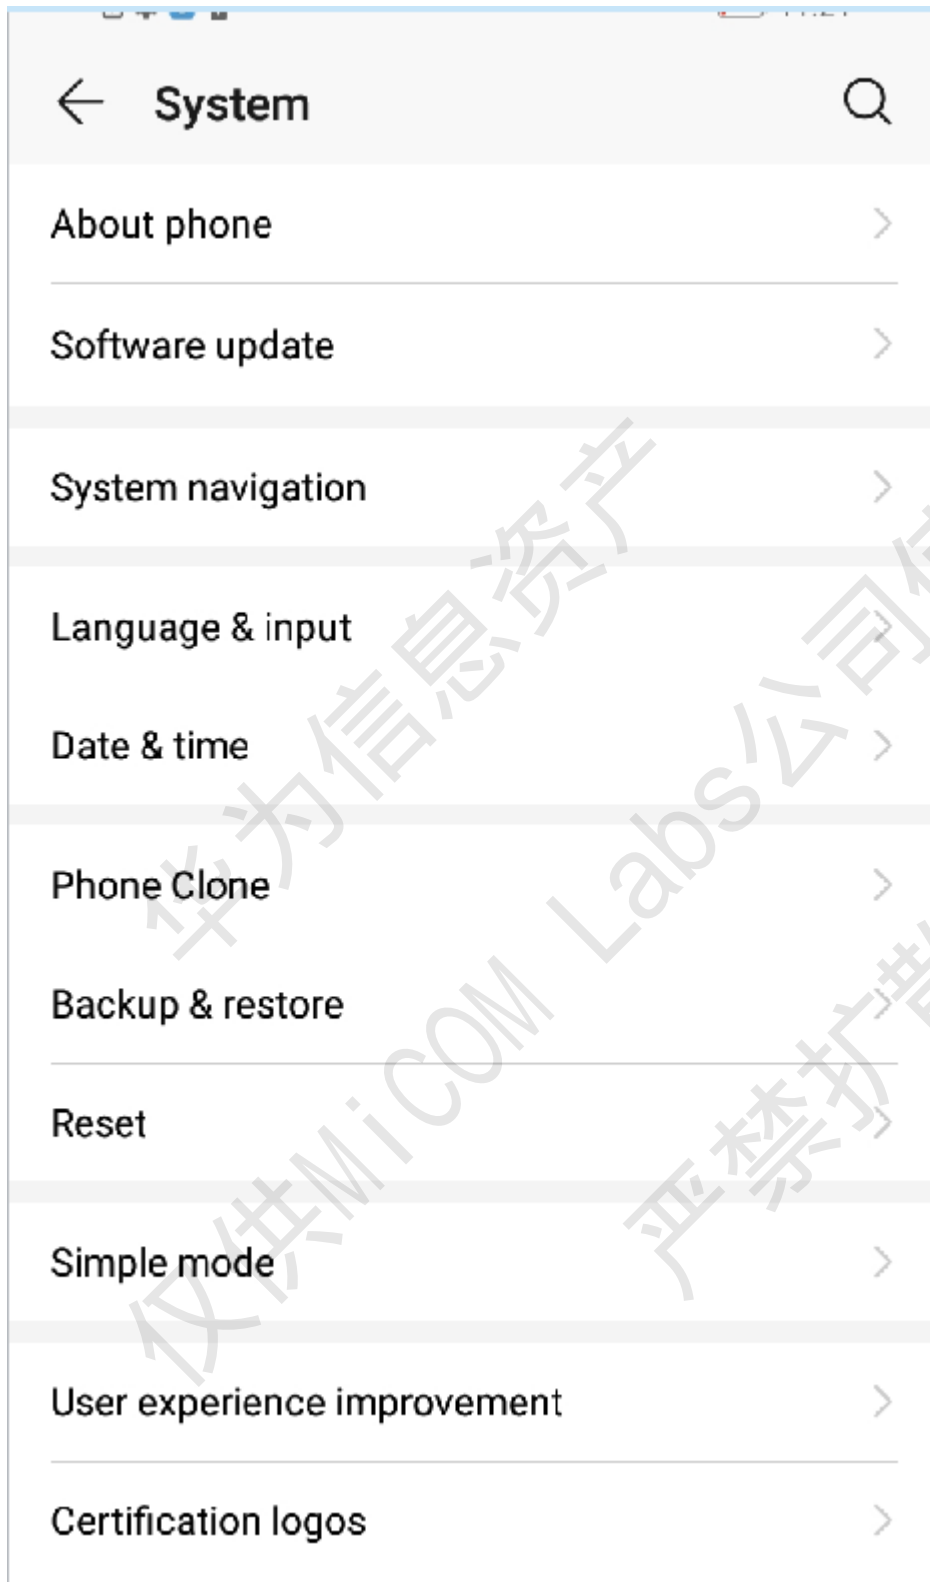 System
About phone
Software update
System navigation
Language & input
Date & time
Phone Clone
Backup & restore
Reset
Simple mode
User experience improvement
Certification logos
华为信息资产
仅供MiCOM Labs公司使
严禁扩散